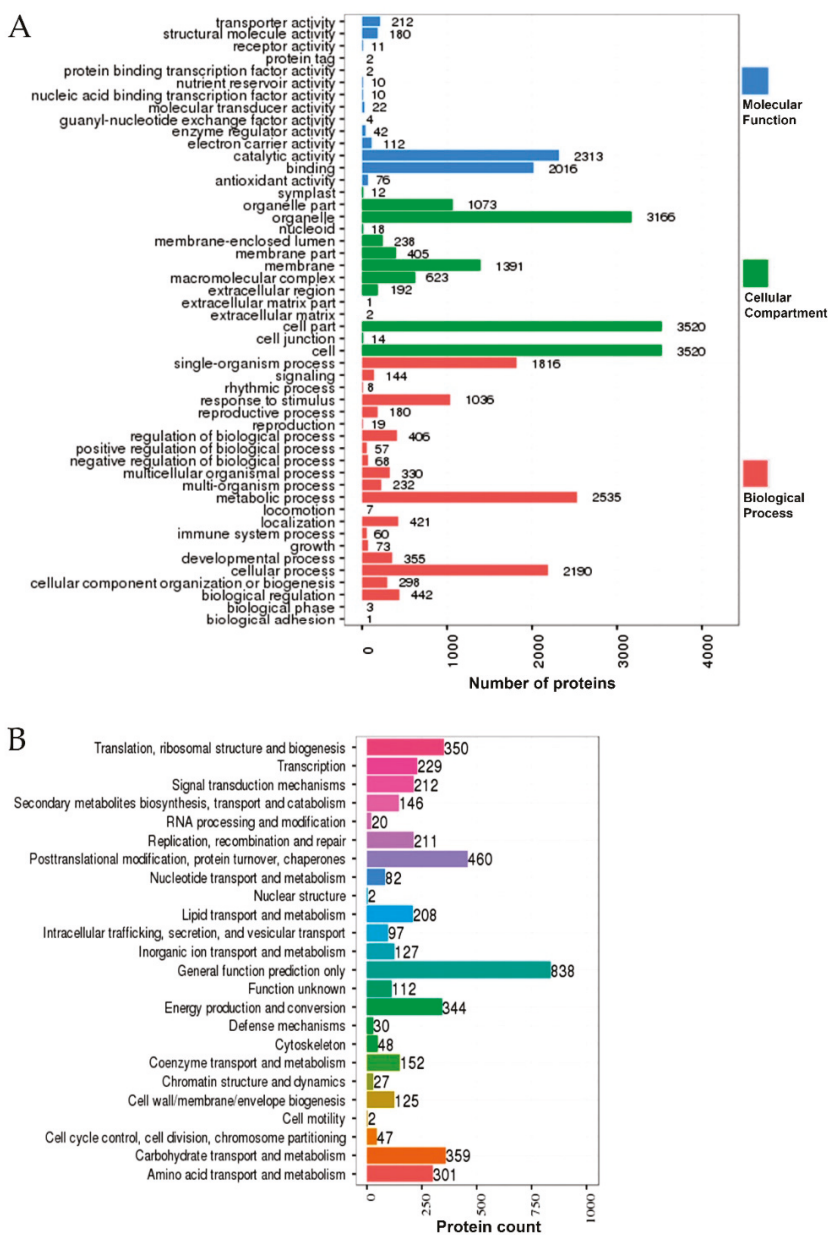 A
transporter activity 212
structural molecule activity 180
receptor activity 11
protein tag 2
protein binding transcription factor activity 2
nutrient reservoir activity 10
nucleic acid binding transcription factor activity 10
molecular transducer activity 22
guanyl-nucleotide exchange factor activity 4
enzyme regulator activity 42
electron carrier activity 112
catalytic activity 2313
binding 2016
antioxidant activity 76
symplast 12
organelle part 1073
organelle 3166
nucleoid 18
membrane-enclosed lumen 238
membrane part 405
membrane 1391
macromolecular complex 623
extracellular region 192
extracellular matrix part 1
extracellular matrix 2
cell part 3520
cell junction 14
cell 3520
single-organism process 1816
signaling 144
rhythmic process 8
response to stimulus 1036
reproductive process 180
reproduction 19
regulation of biological process 406
positive regulation of biological process 57
negative regulation of biological process 68
multicellular organismal process 330
multi-organism process 232
metabolic process 2535
locomotion 7
localization 421
immune system process 60
growth 73
developmental process 355
cellular process 2190
cellular component organization or biogenesis 298
biological regulation 442
biological phase 3
biological adhesion 1
0 1000 2000 3000 4000
Number of proteins
Molecular
Function
Cellular
Compartment
Biological
Process
B
Translation, ribosomal structure and biogenesis 350
Transcription 229
Signal transduction mechanisms 212
Secondary metabolites biosynthesis, transport and catabolism 146
RNA processing and modification 20
Replication, recombination and repair 211
Posttranslational modification, protein turnover, chaperones 460
Nucleotide transport and metabolism 82
Nuclear structure 2
Lipid transport and metabolism 208
Intracellular trafficking, secretion, and vesicular transport 97
Inorganic ion transport and metabolism 127
General function prediction only 838
Function unknown 112
Energy production and conversion 344
Defense mechanisms 30
Cytoskeleton 48
Coenzyme transport and metabolism 152
Chromatin structure and dynamics 27
Cell wall/membrane/envelope biogenesis 125
Cell motility 2
Cell cycle control, cell division, chromosome partitioning 47
Carbohydrate transport and metabolism 359
Amino acid transport and metabolism 301
0 250 500 750 1000
Protein count